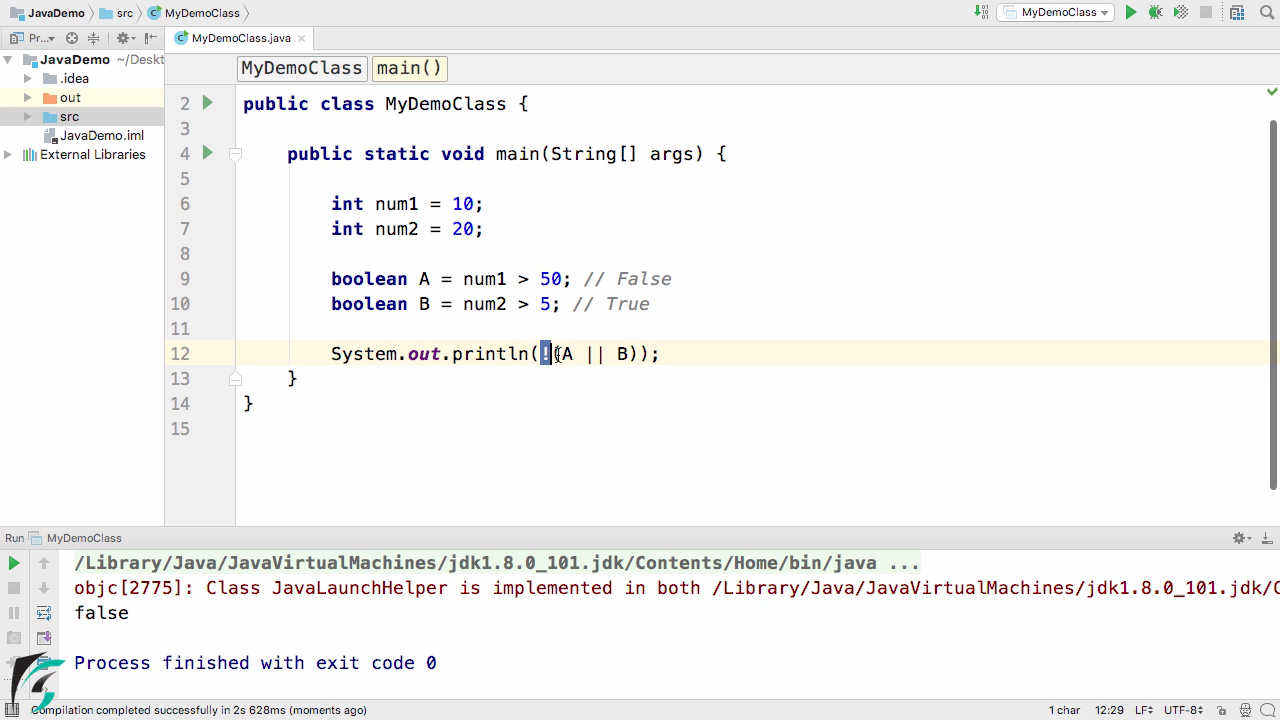 JavaDemo src MyDemoClass MyDemoClass
Pr... MyDemoClass.java
JavaDemo ~/Deskt
.idea
out
src
JavaDemo.iml
External Libraries
MyDemoClass main()
2 public class MyDemoClass {
3
4 public static void main(String[] args) {
5
6 int num1 = 10;
7 int num2 = 20;
8
9 boolean A = num1 > 50; // False
10 boolean B = num2 > 5; // True
11
12 System.out.println(!(A || B));
13 }
14 }
15
Run MyDemoClass
/Library/Java/JavaVirtualMachines/jdk1.8.0_101.jdk/Contents/Home/bin/java ...
objc[2775]: Class JavaLaunchHelper is implemented in both /Library/Java/JavaVirtualMachines/jdk1.8.0_101.jdk/C
false
Process finished with exit code 0
Compilation completed successfully in 2s 628ms (moments ago) 1 char 12:29 LF UTF-8